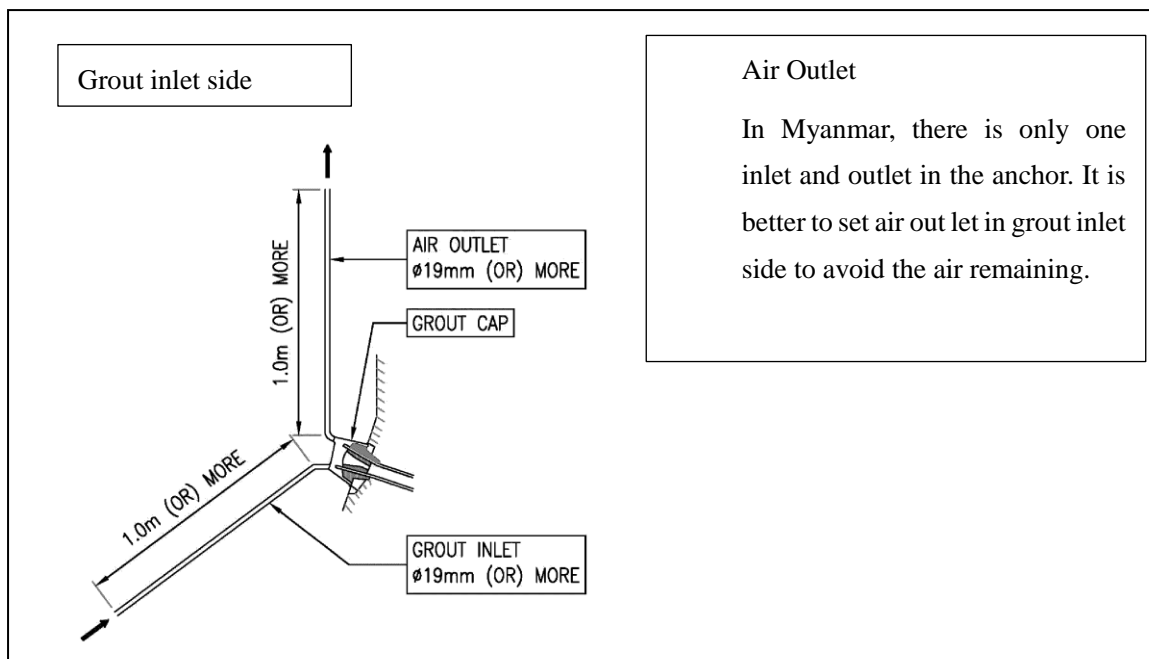 Grout inlet side
Air Outlet
In Myanmar, there is only one
inlet and outlet in the anchor. It is
better to set air out let in grout inlet
side to avoid the air remaining.
1.0m (OR) MORE
AIR OUTLET
ø19mm (OR) MORE
GROUT CAP
1.0m (OR) MORE
GROUT INLET
ø19mm (OR) MORE